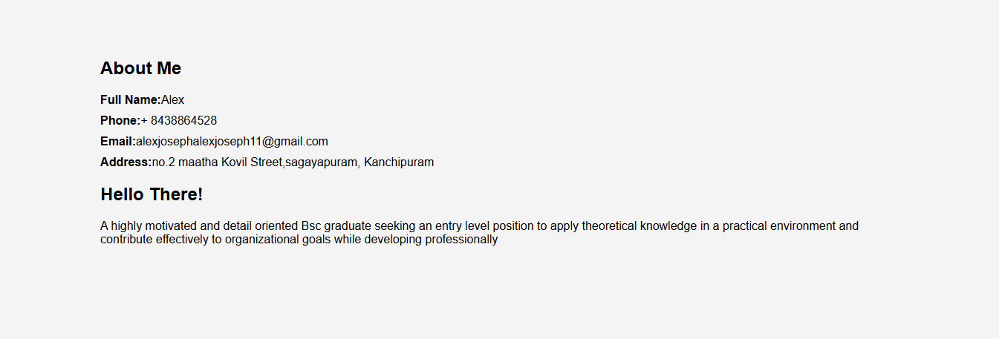 About Me
Full Name:Alex
Phone:+ 8438864528
Email:alexjosephalexjoseph11@gmail.com
Address:no.2 maatha Kovil Street,sagayapuram, Kanchipuram
Hello There!
A highly motivated and detail oriented Bsc graduate seeking an entry level position to apply theoretical knowledge in a practical environment and
contribute effectively to organizational goals while developing professionally